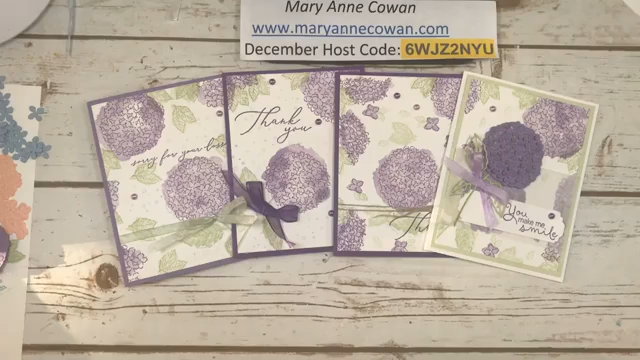 Mary Anne Cowan
www.maryannecowan.com
December Host Code: 6WJZ2NYU
sorry for your loss
Thank
you
You
make me
smile